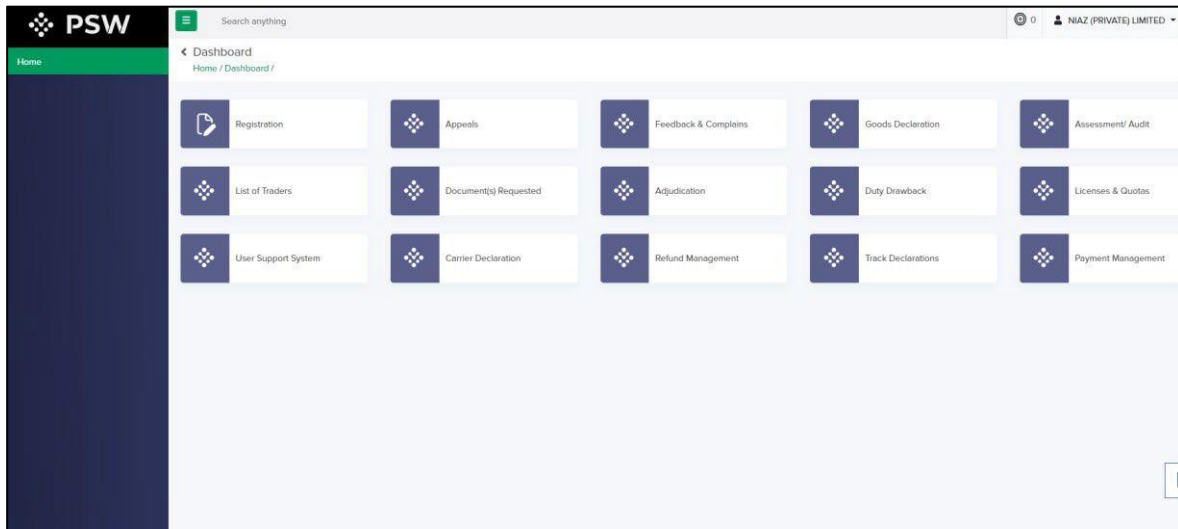 PSW
Search anything
0
NIAZ (PRIVATE) LIMITED
Home
Dashboard
Home / Dashboard /
Registration
Appeals
Feedback & Complains
Goods Declaration
Assessment/ Audit
List of Traders
Document(s) Requested
Adjudication
Duty Drawback
Licenses & Quotas
User Support System
Carrier Declaration
Refund Management
Track Declarations
Payment Management